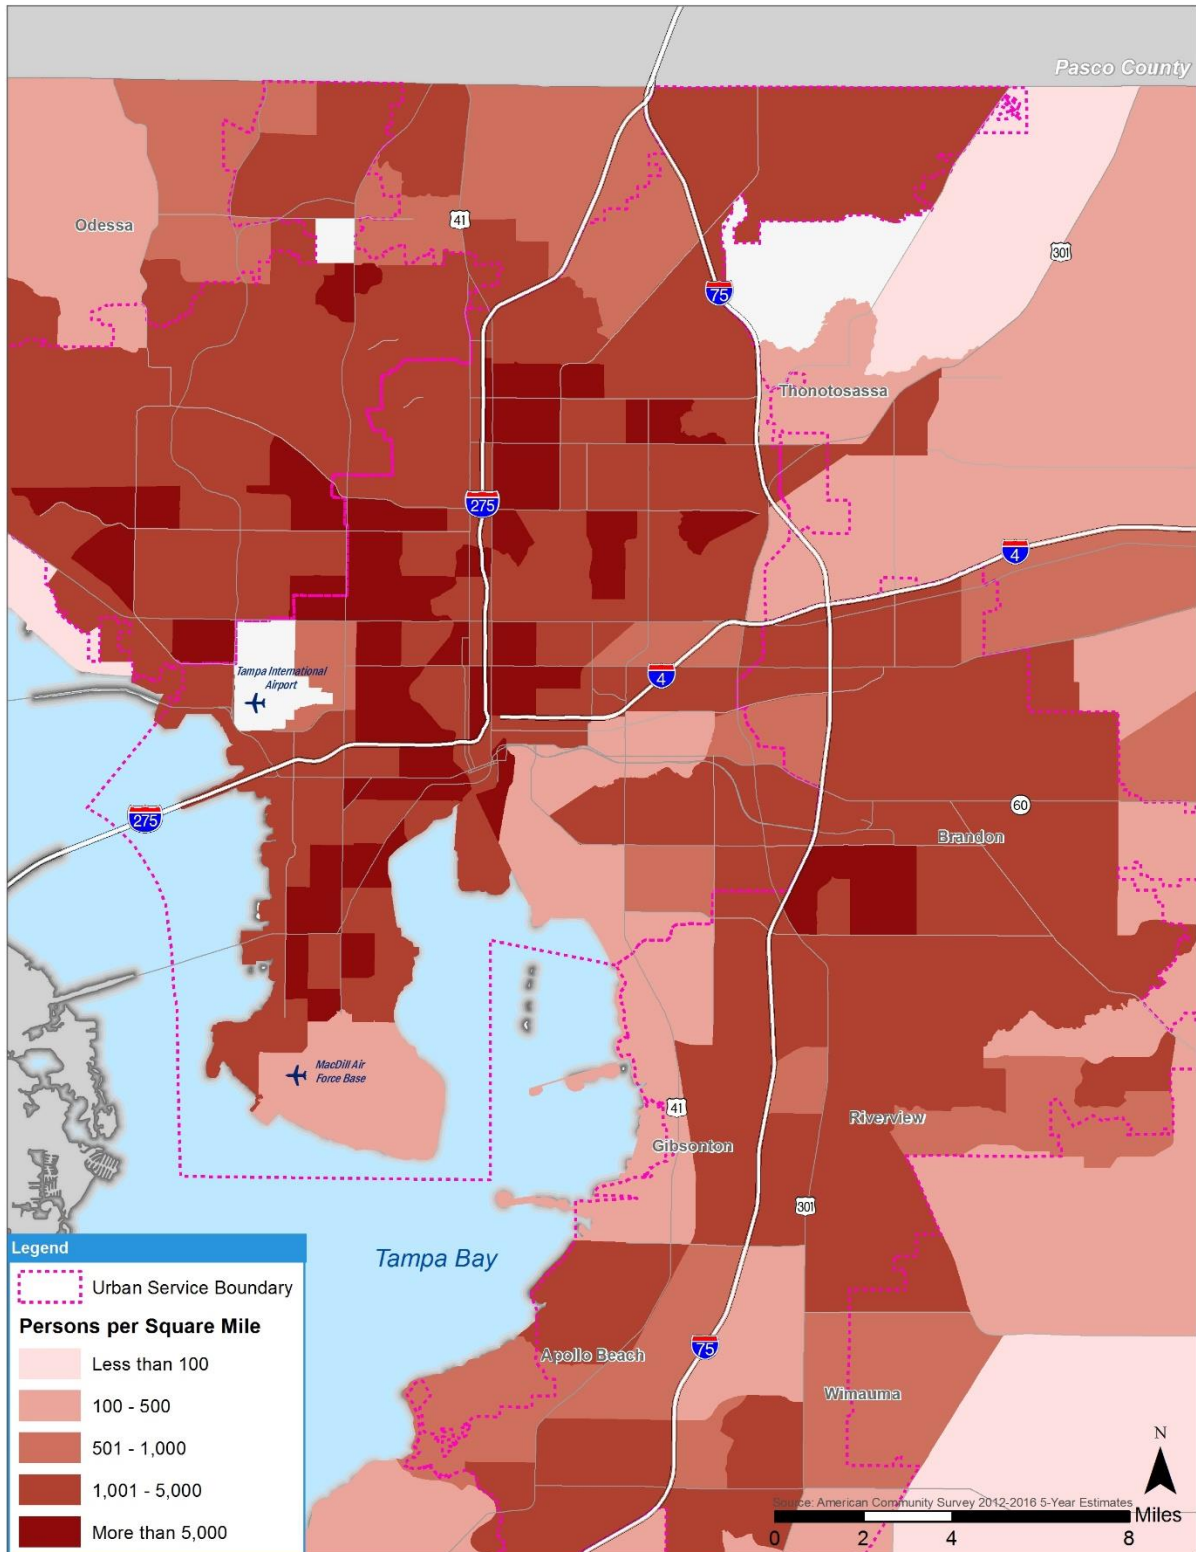 Pasco County
Odessa
41
301
75
Thonotosassa
275
4
Tampa International
Airport
4
275
60
Brandon
MacDill Air
Force Base
41
Gibsonton
Riverview
301
Tampa Bay
Apollo Beach
75
Wimauma
Legend
Urban Service Boundary
Persons per Square Mile
Less than 100
100 - 500
501 - 1,000
1,001 - 5,000
More than 5,000
N
Source: American Community Survey 2012-2016 5-Year Estimates
Miles
0 2 4 8